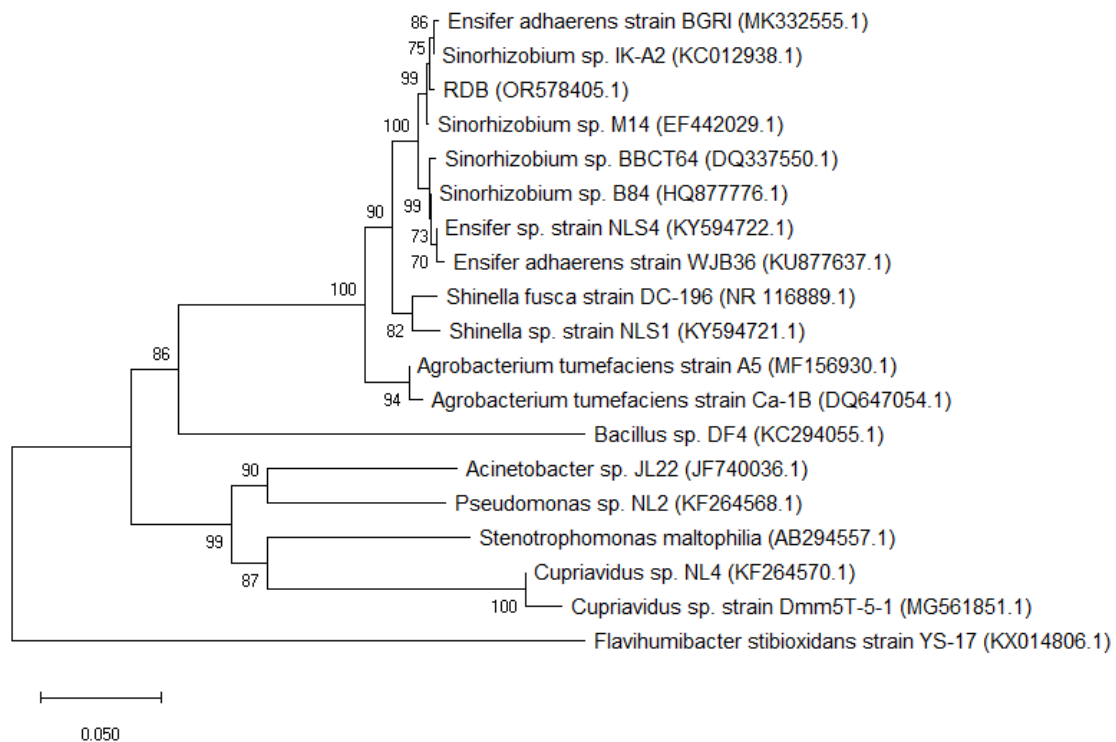 86
Ensifer adhaerens strain BGRI (MK332555.1)
75
Sinorhizobium sp. IK-A2 (KC012938.1)
99
RDB (OR578405.1)
100
Sinorhizobium sp. M14 (EF442029.1)
Sinorhizobium sp. BBCT64 (DQ337550.1)
Sinorhizobium sp. B84 (HQ877776.1)
90
99
73
Ensifer sp. strain NLS4 (KY594722.1)
70
Ensifer adhaerens strain WJB36 (KU877637.1)
100
Shinella fusca strain DC-196 (NR 116889.1)
82
Shinella sp. strain NLS1 (KY594721.1)
86
Agrobacterium tumefaciens strain A5 (MF156930.1)
94
Agrobacterium tumefaciens strain Ca-1B (DQ647054.1)
Bacillus sp. DF4 (KC294055.1)
90
Acinetobacter sp. JL22 (JF740036.1)
Pseudomonas sp. NL2 (KF264568.1)
99
Stenotrophomonas maltophilia (AB294557.1)
87
Cupriavidus sp. NL4 (KF264570.1)
100
Cupriavidus sp. strain Dmm5T-5-1 (MG561851.1)
Flavihumibacter stibioxidans strain YS-17 (KX014806.1)
0.050